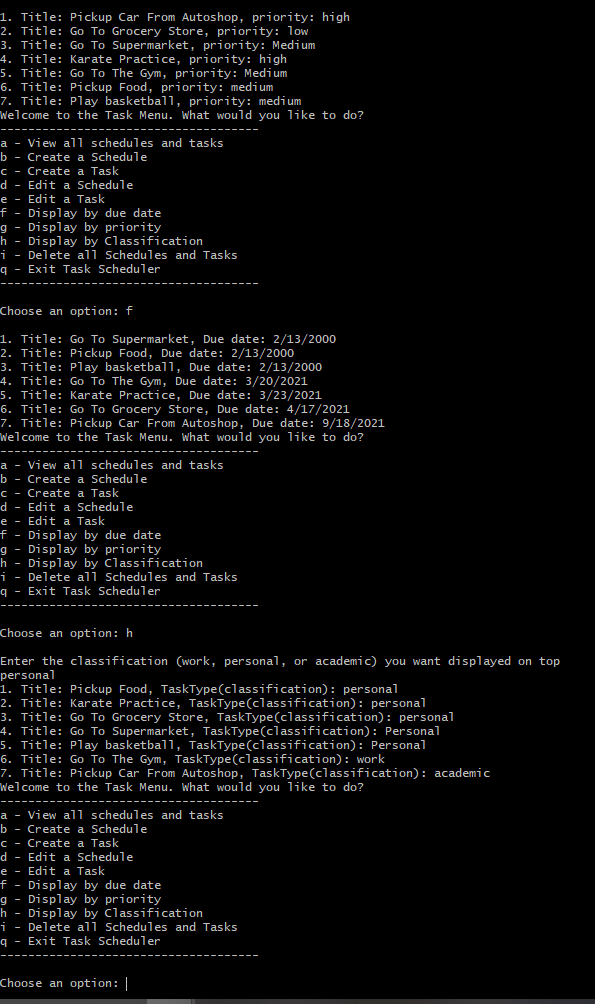 1. Title: Pickup Car From Autoshop, priority: high
2. Title: Go To Grocery Store, priority: low
3. Title: Go To Supermarket, priority: Medium
4. Title: Karate Practice, priority: high
5. Title: Go To The Gym, priority: Medium
6. Title: Pickup Food, priority: medium
7. Title: Play basketball, priority: medium
Welcome to the Task Menu. What would you like to do?
-------------------------------------
a - View all schedules and tasks
b - Create a Schedule
c - Create a Task
d - Edit a Schedule
e - Edit a Task
f - Display by due date
g - Display by priority
h - Display by Classification
i - Delete all Schedules and Tasks
q - Exit Task Scheduler
-------------------------------------
Choose an option: f
1. Title: Go To Supermarket, Due date: 2/13/2000
2. Title: Pickup Food, Due date: 2/13/2000
3. Title: Play basketball, Due date: 2/13/2000
4. Title: Go To The Gym, Due date: 3/20/2021
5. Title: Karate Practice, Due date: 3/23/2021
6. Title: Go To Grocery Store, Due date: 4/17/2021
7. Title: Pickup Car From Autoshop, Due date: 9/18/2021
Welcome to the Task Menu. What would you like to do?
-------------------------------------
a - View all schedules and tasks
b - Create a Schedule
c - Create a Task
d - Edit a Schedule
e - Edit a Task
f - Display by due date
g - Display by priority
h - Display by Classification
i - Delete all Schedules and Tasks
q - Exit Task Scheduler
-------------------------------------
Choose an option: h
Enter the classification (work, personal, or academic) you want displayed on top
personal
1. Title: Pickup Food, TaskType(classification): personal
2. Title: Karate Practice, TaskType(classification): personal
3. Title: Go To Grocery Store, TaskType(classification): personal
4. Title: Go To Supermarket, TaskType(classification): Personal
5. Title: Play basketball, TaskType(classification): Personal
6. Title: Go To The Gym, TaskType(classification): work
7. Title: Pickup Car From Autoshop, TaskType(classification): academic
Welcome to the Task Menu. What would you like to do?
-------------------------------------
a - View all schedules and tasks
b - Create a Schedule
c - Create a Task
d - Edit a Schedule
e - Edit a Task
f - Display by due date
g - Display by priority
h - Display by Classification
i - Delete all Schedules and Tasks
q - Exit Task Scheduler
-------------------------------------
Choose an option: